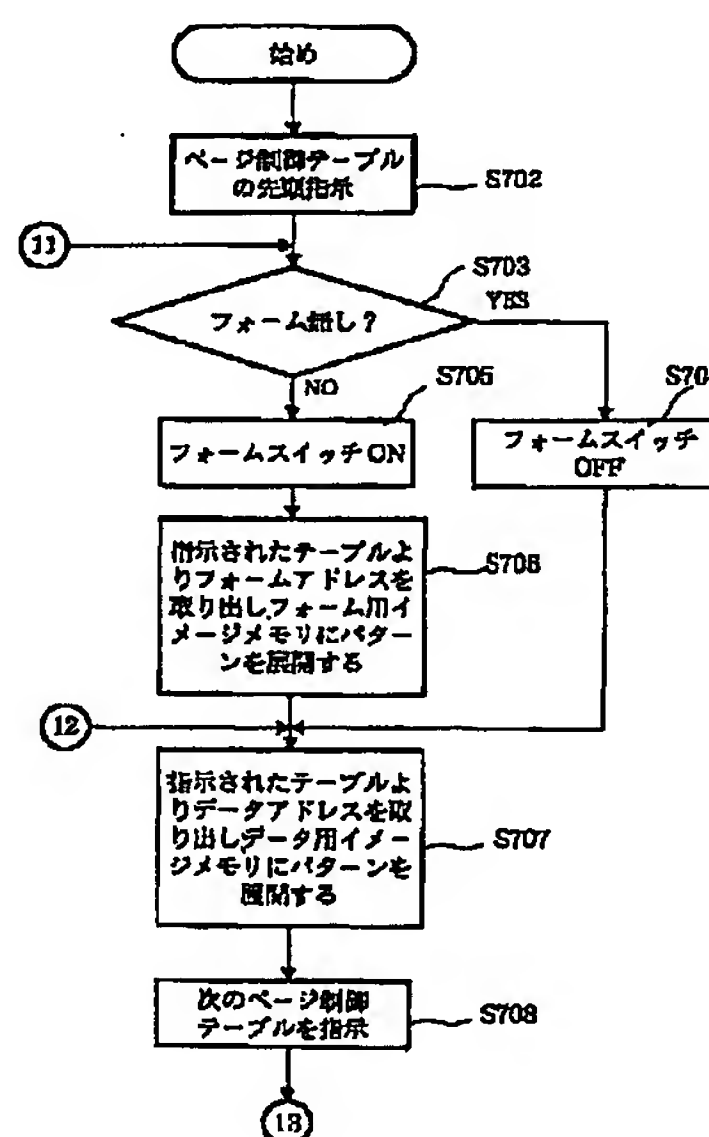 始め
ページ制御テーブル
の先頭指示
S702
11
S703
フォーム無し？
YES
NO
S705
フォームスイッチON
S704
フォームスイッチ
OFF
指示されたテーブルよ
りフォームアドレスを
取り出し,フォーム用イ
メージメモリにパター
ンを展開する
S706
12
指示されたテーブルよ
りデータアドレスを取
り出し,データ用イメー
ジメモリにパターンを
展開する
S707
次のページ制御
テーブルを指示
S708
13